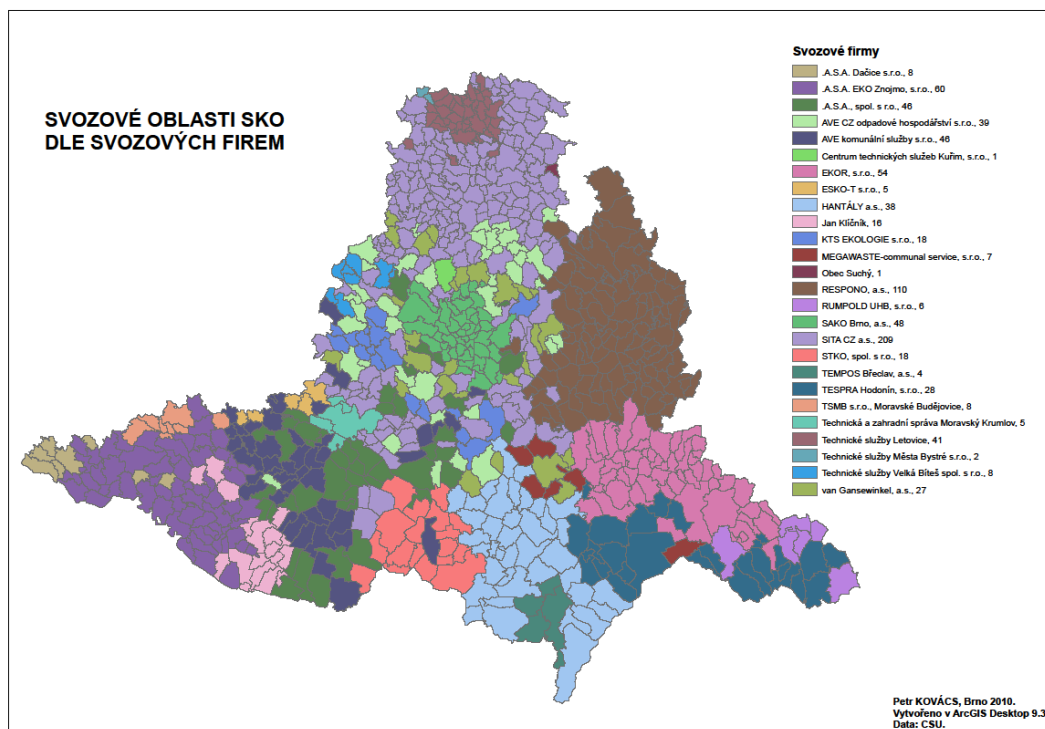 SVOZOVÉ OBLASTI SKO
DLE SVOZOVÝCH FIREM
Svozové firmy
.A.S.A. Dačice s.r.o., 8
.A.S.A. EKO Znojmo, s.r.o., 60
.A.S.A., spol. s r.o., 46
AVE CZ odpadové hospodářství s.r.o., 39
AVE komunální služby s.r.o., 46
Centrum technických služeb Kuřim, s.r.o., 1
EKOR, s.r.o., 54
ESKO-T s.r.o., 5
HANTÁLY a.s., 38
Jan Klíčník, 16
KTS EKOLOGIE s.r.o., 18
MEGAWASTE-communal service, s.r.o., 7
Obec Suchý, 1
RESPONO, a.s., 110
RUMPOLD UHB, s.r.o., 6
SAKO Brno, a.s., 48
SITA CZ a.s., 209
STKO, spol. s r.o., 18
TEMPOS Břeclav, a.s., 4
TESPRA Hodonín, s.r.o., 28
TSMB s.r.o., Moravské Budějovice, 8
Technická a zahradní správa Moravský Krumlov, 5
Technické služby Letovice, 41
Technické služby Města Bystré s.r.o., 2
Technické služby Velká Bíteš spol. s r.o., 8
van Gansewinkel, a.s., 27
Petr KOVÁCS, Brno 2010.
Vytvořeno v ArcGIS Desktop 9.3
Data: CSU.